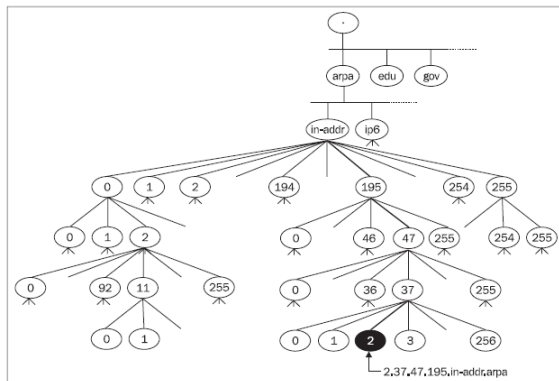 .
arpa edu gov
in-addr ip6
0 1 2 194 195 254 255
0 1 2 0 46 47 255 254 255
0 92 11 255 0 36 37 255
0 1 0 1 2 3 256
2.37.47.195.in-addr.arpa